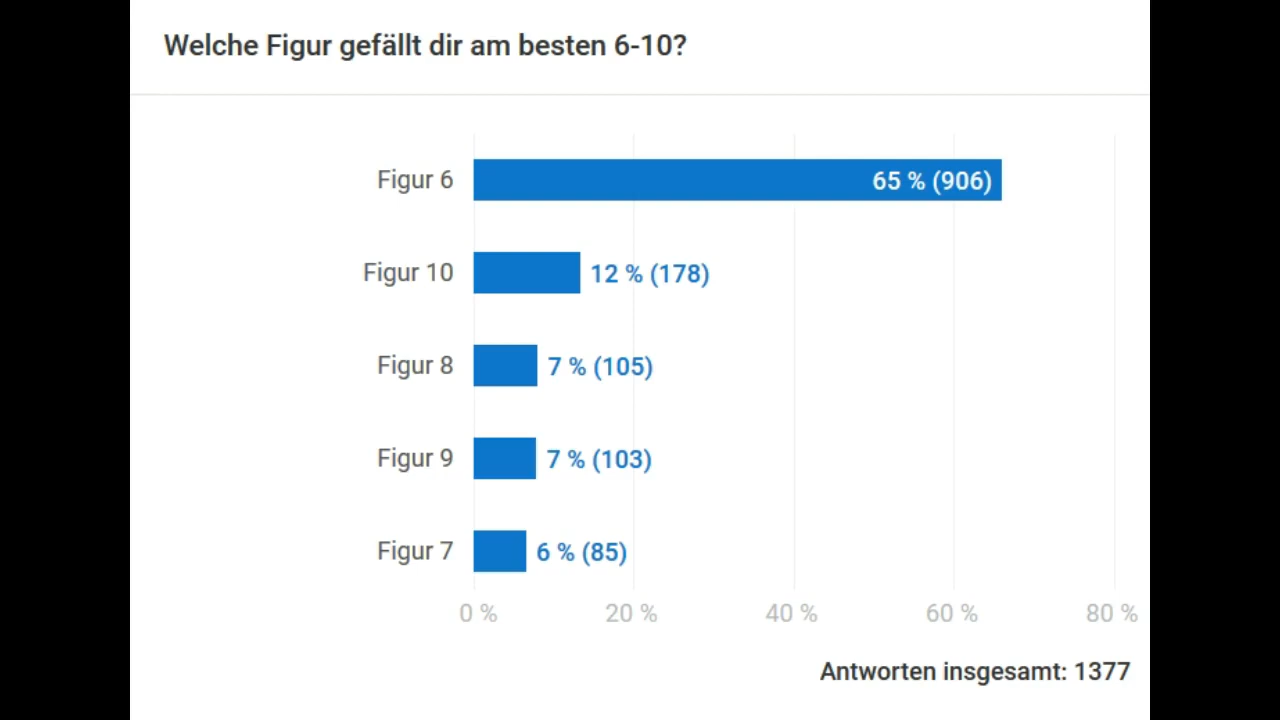 Welche Figur gefällt dir am besten 6-10?
Figur 6 65 % (906)
Figur 10 12 % (178)
Figur 8 7 % (105)
Figur 9 7 % (103)
Figur 7 6 % (85)
0 % 20 % 40 % 60 % 80 %
Antworten insgesamt: 1377